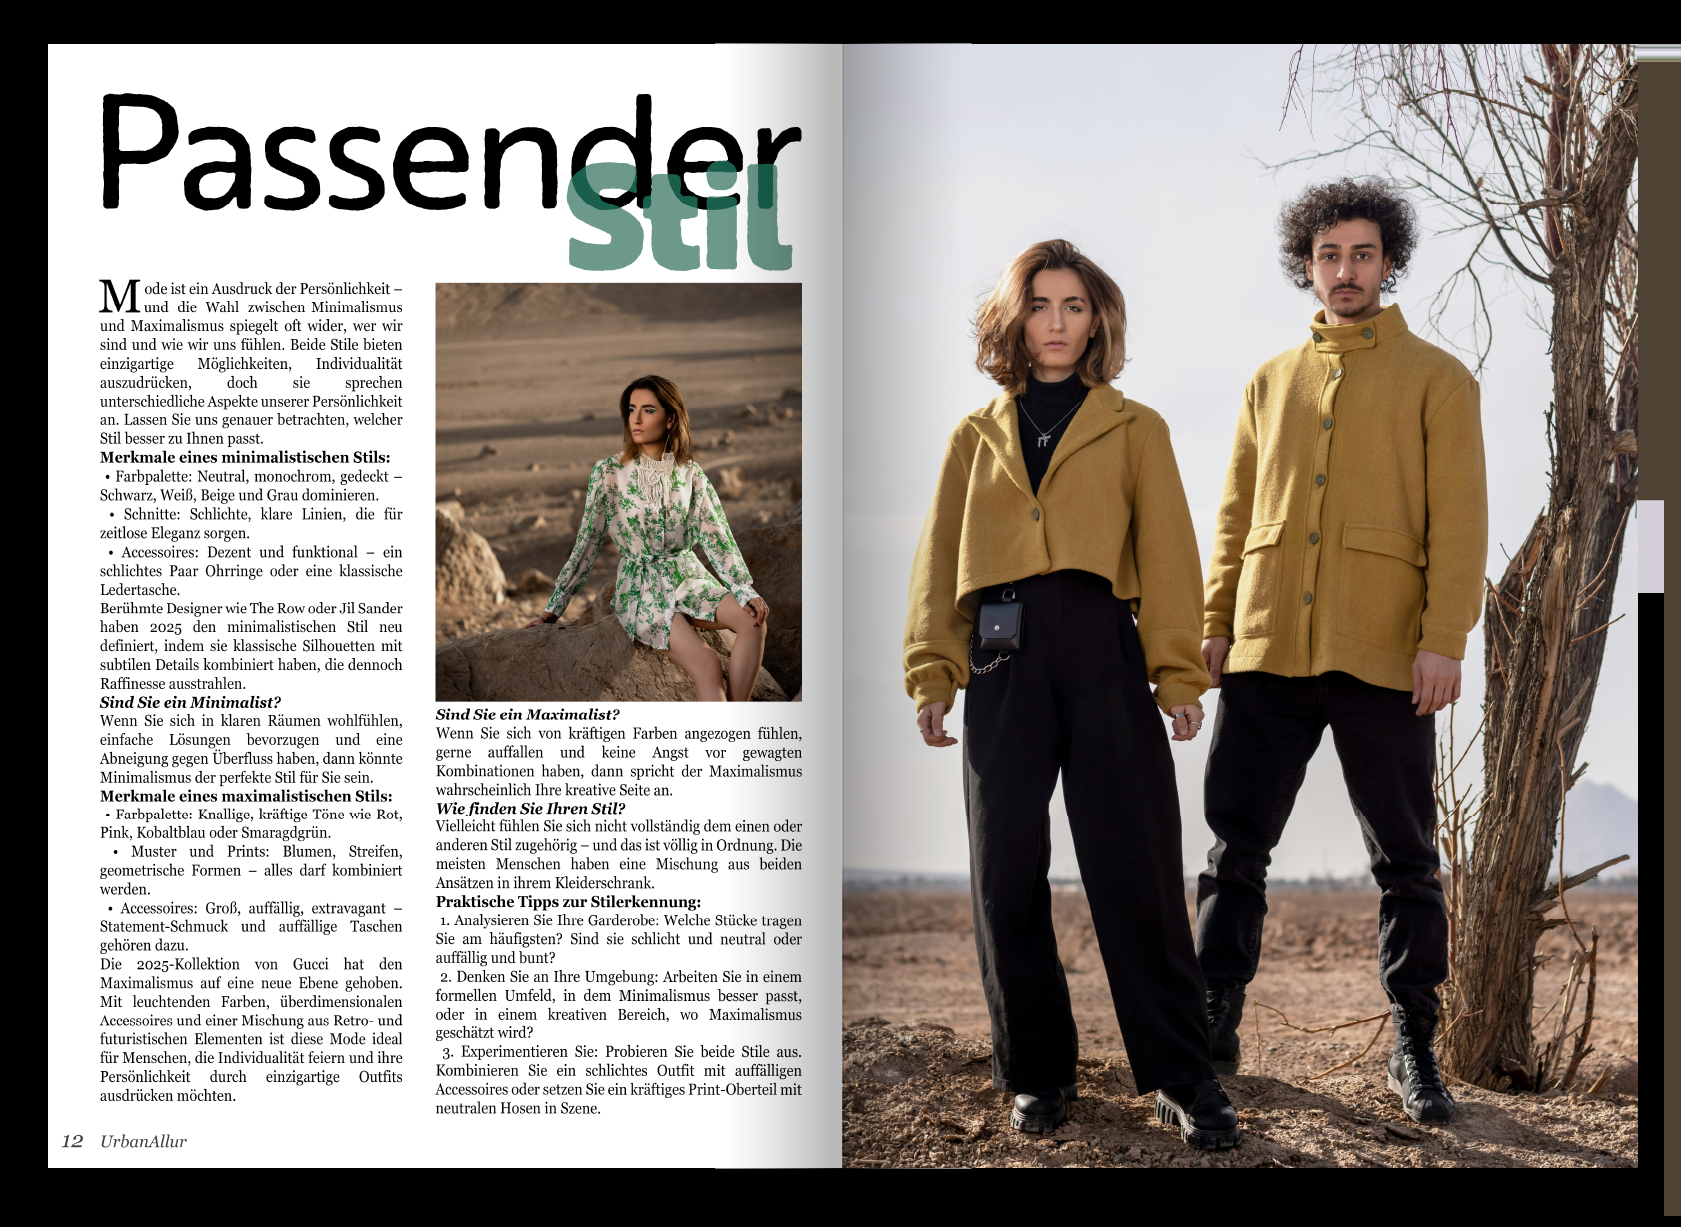 Passender
Stil
Mode ist ein Ausdruck der Persönlichkeit –
und die Wahl zwischen Minimalismus
und Maximalismus spiegelt oft wider, wer wir
sind und wie wir uns fühlen. Beide Stile bieten
einzigartige Möglichkeiten, Individualität
auszudrücken, doch sie sprechen
unterschiedliche Aspekte unserer Persönlichkeit
an. Lassen Sie uns genauer betrachten, welcher
Stil besser zu Ihnen passt.
Merkmale eines minimalistischen Stils:
• Farbpalette: Neutral, monochrom, gedeckt –
Schwarz, Weiß, Beige und Grau dominieren.
• Schnitte: Schlichte, klare Linien, die für
zeitlose Eleganz sorgen.
• Accessoires: Dezent und funktional – ein
schlichtes Paar Ohrringe oder eine klassische
Ledertasche.
Berühmte Designer wie The Row oder Jil Sander
haben 2025 den minimalistischen Stil neu
definiert, indem sie klassische Silhouetten mit
subtilen Details kombiniert haben, die dennoch
Raffinesse ausstrahlen.
Sind Sie ein Minimalist?
Wenn Sie sich in klaren Räumen wohlfühlen,
einfache Lösungen bevorzugen und eine
Abneigung gegen Überfluss haben, dann könnte
Minimalismus der perfekte Stil für Sie sein.
Merkmale eines maximalistischen Stils:
• Farbpalette: Knallige, kräftige Töne wie Rot,
Pink, Kobaltblau oder Smaragdgrün.
• Muster und Prints: Blumen, Streifen,
geometrische Formen – alles darf kombiniert
werden.
• Accessoires: Groß, auffällig, extravagant –
Statement-Schmuck und auffällige Taschen
gehören dazu.
Die 2025-Kollektion von Gucci hat den
Maximalismus auf eine neue Ebene gehoben.
Mit leuchtenden Farben, überdimensionalen
Accessoires und einer Mischung aus Retro- und
futuristischen Elementen ist diese Mode ideal
für Menschen, die Individualität feiern und ihre
Persönlichkeit durch einzigartige Outfits
ausdrücken möchten.
Sind Sie ein Maximalist?
Wenn Sie sich von kräftigen Farben angezogen fühlen,
gerne auffallen und keine Angst vor gewagten
Kombinationen haben, dann spricht der Maximalismus
wahrscheinlich Ihre kreative Seite an.
Wie finden Sie Ihren Stil?
Vielleicht fühlen Sie sich nicht vollständig dem einen oder
anderen Stil zugehörig – und das ist völlig in Ordnung. Die
meisten Menschen haben eine Mischung aus beiden
Ansätzen in ihrem Kleiderschrank.
Praktische Tipps zur Stilerkennung:
1. Analysieren Sie Ihre Garderobe: Welche Stücke tragen
Sie am häufigsten? Sind sie schlicht und neutral oder
auffällig und bunt?
2. Denken Sie an Ihre Umgebung: Arbeiten Sie in einem
formellen Umfeld, in dem Minimalismus besser passt,
oder in einem kreativen Bereich, wo Maximalismus
geschätzt wird?
3. Experimentieren Sie: Probieren Sie beide Stile aus.
Kombinieren Sie ein schlichtes Outfit mit auffälligen
Accessoires oder setzen Sie ein kräftiges Print-Oberteil mit
neutralen Hosen in Szene.
12 UrbanAllur